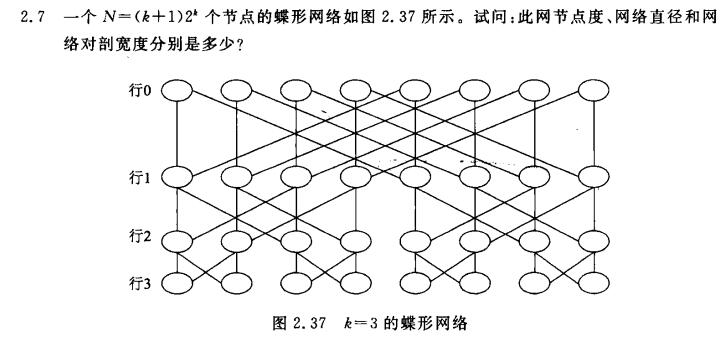 2.7 一个 N=(k+1)2ᵏ 个节点的蝶形网络如图 2.37 所示。试问:此网节点度、网络直径和网
络对剖宽度分别是多少?
行0
行1
行2
行3
图 2.37 k=3 的蝶形网络